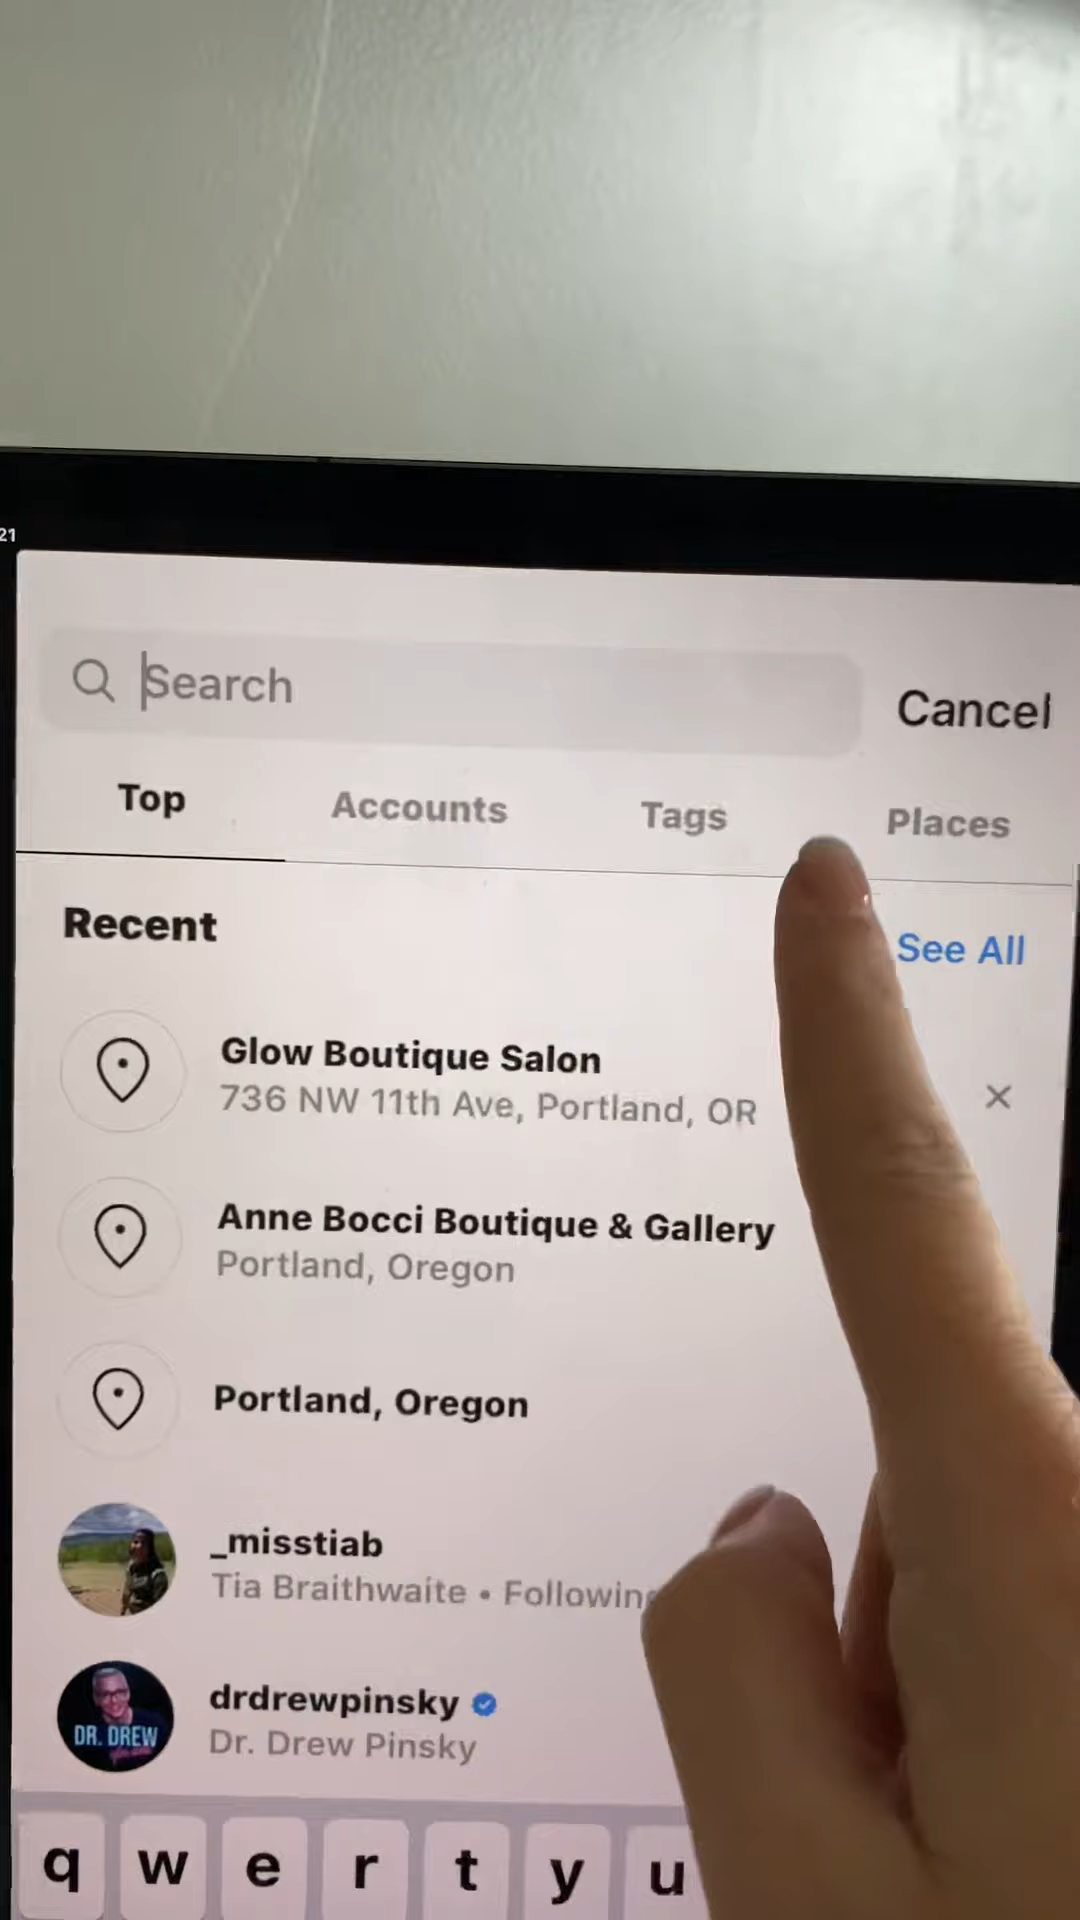 21
Search
Cancel
Top
Accounts
Tags
Places
Recent
See All
Glow Boutique Salon
736 NW 11th Ave, Portland, OR
Anne Bocci Boutique & Gallery
Portland, Oregon
Portland, Oregon
_misstiab
Tia Braithwaite • Following
drdrewpinsky
Dr. Drew Pinsky
DR. DREW
q w e r t y u